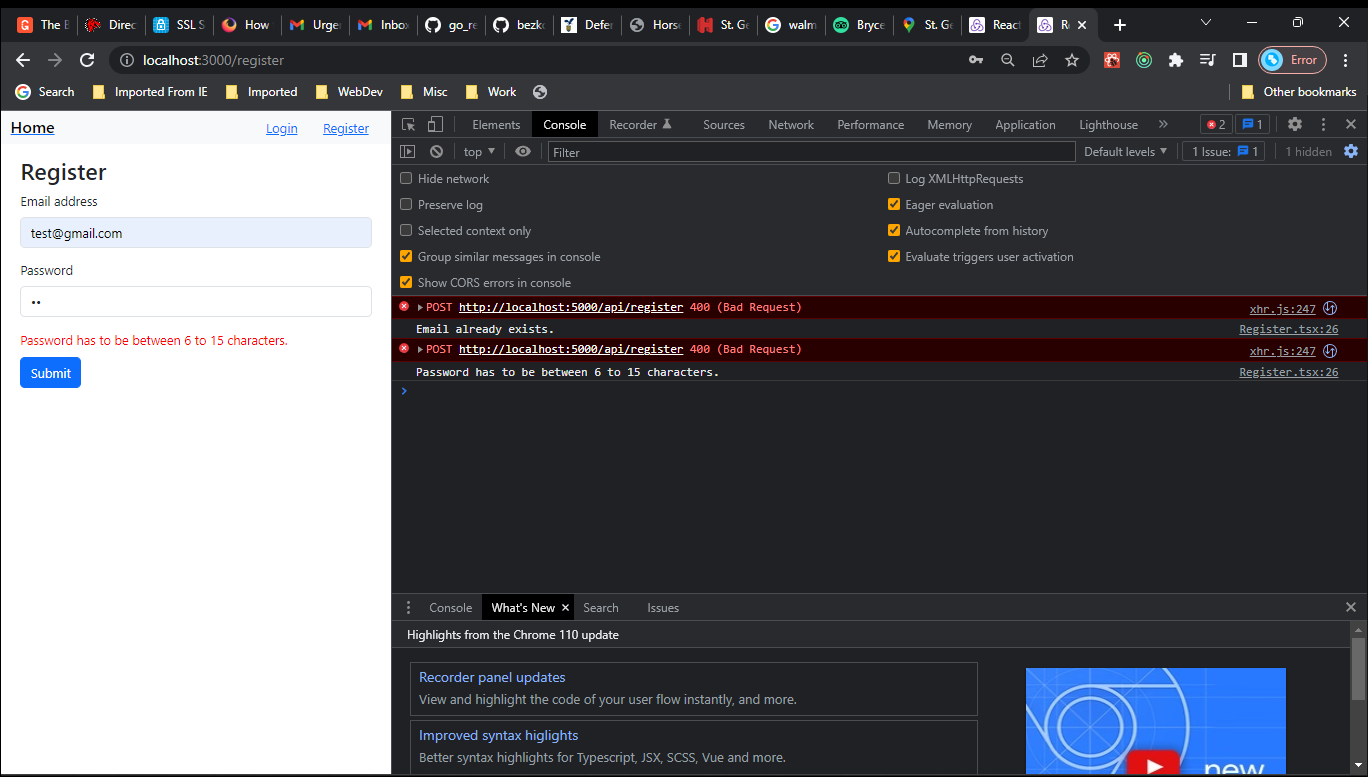 The B
Direc
SSL S
How
Urge
Inbo
go_re
bezk
Defer
Horse
St. Ge
walm
Bryce
St. Ge
React
Re
localhost:3000/register
Error
Search
Imported From IE
Imported
WebDev
Misc
Work
Other bookmarks
Home
Login
Register
Register
Email address
test@gmail.com
Password
Password has to be between 6 to 15 characters.
Submit
Elements
Console
Recorder
Sources
Network
Performance
Memory
Application
Lighthouse
2
1
top
Filter
Default levels
1 Issue:
1
1 hidden
Hide network
Log XMLHttpRequests
Preserve log
Eager evaluation
Selected context only
Autocomplete from history
Group similar messages in console
Evaluate triggers user activation
Show CORS errors in console
POST http://localhost:5000/api/register 400 (Bad Request)
xhr.js:247
Email already exists.
Register.tsx:26
POST http://localhost:5000/api/register 400 (Bad Request)
xhr.js:247
Password has to be between 6 to 15 characters.
Register.tsx:26
Console
What's New
Search
Issues
Highlights from the Chrome 110 update
Recorder panel updates
View and highlight the code of your user flow instantly, and more.
Improved syntax higlights
Better syntax highlights for Typescript, JSX, SCSS, Vue and more.
new